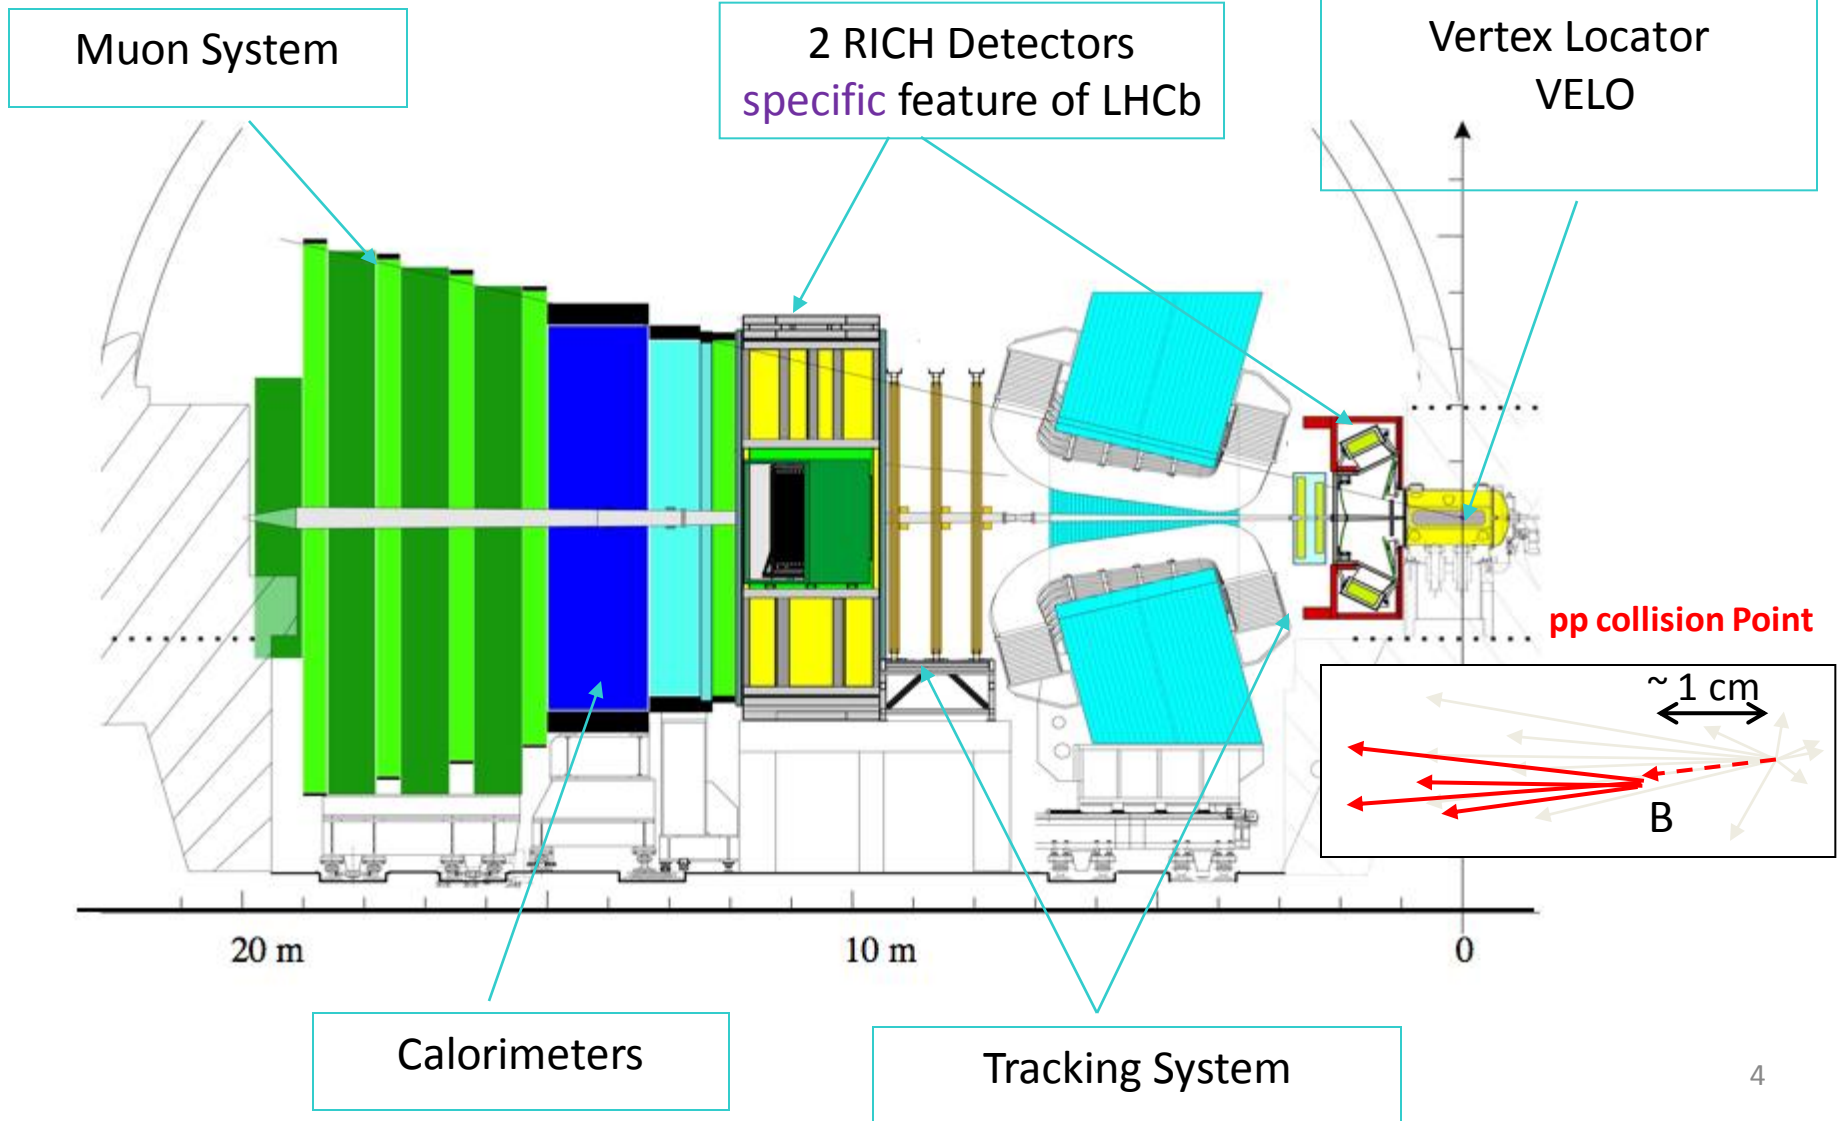 Muon System
2 RICH Detectors
specific feature of LHCb
Vertex Locator
VELO
pp collision Point
~ 1 cm
B
20 m
10 m
0
Calorimeters
Tracking System
4